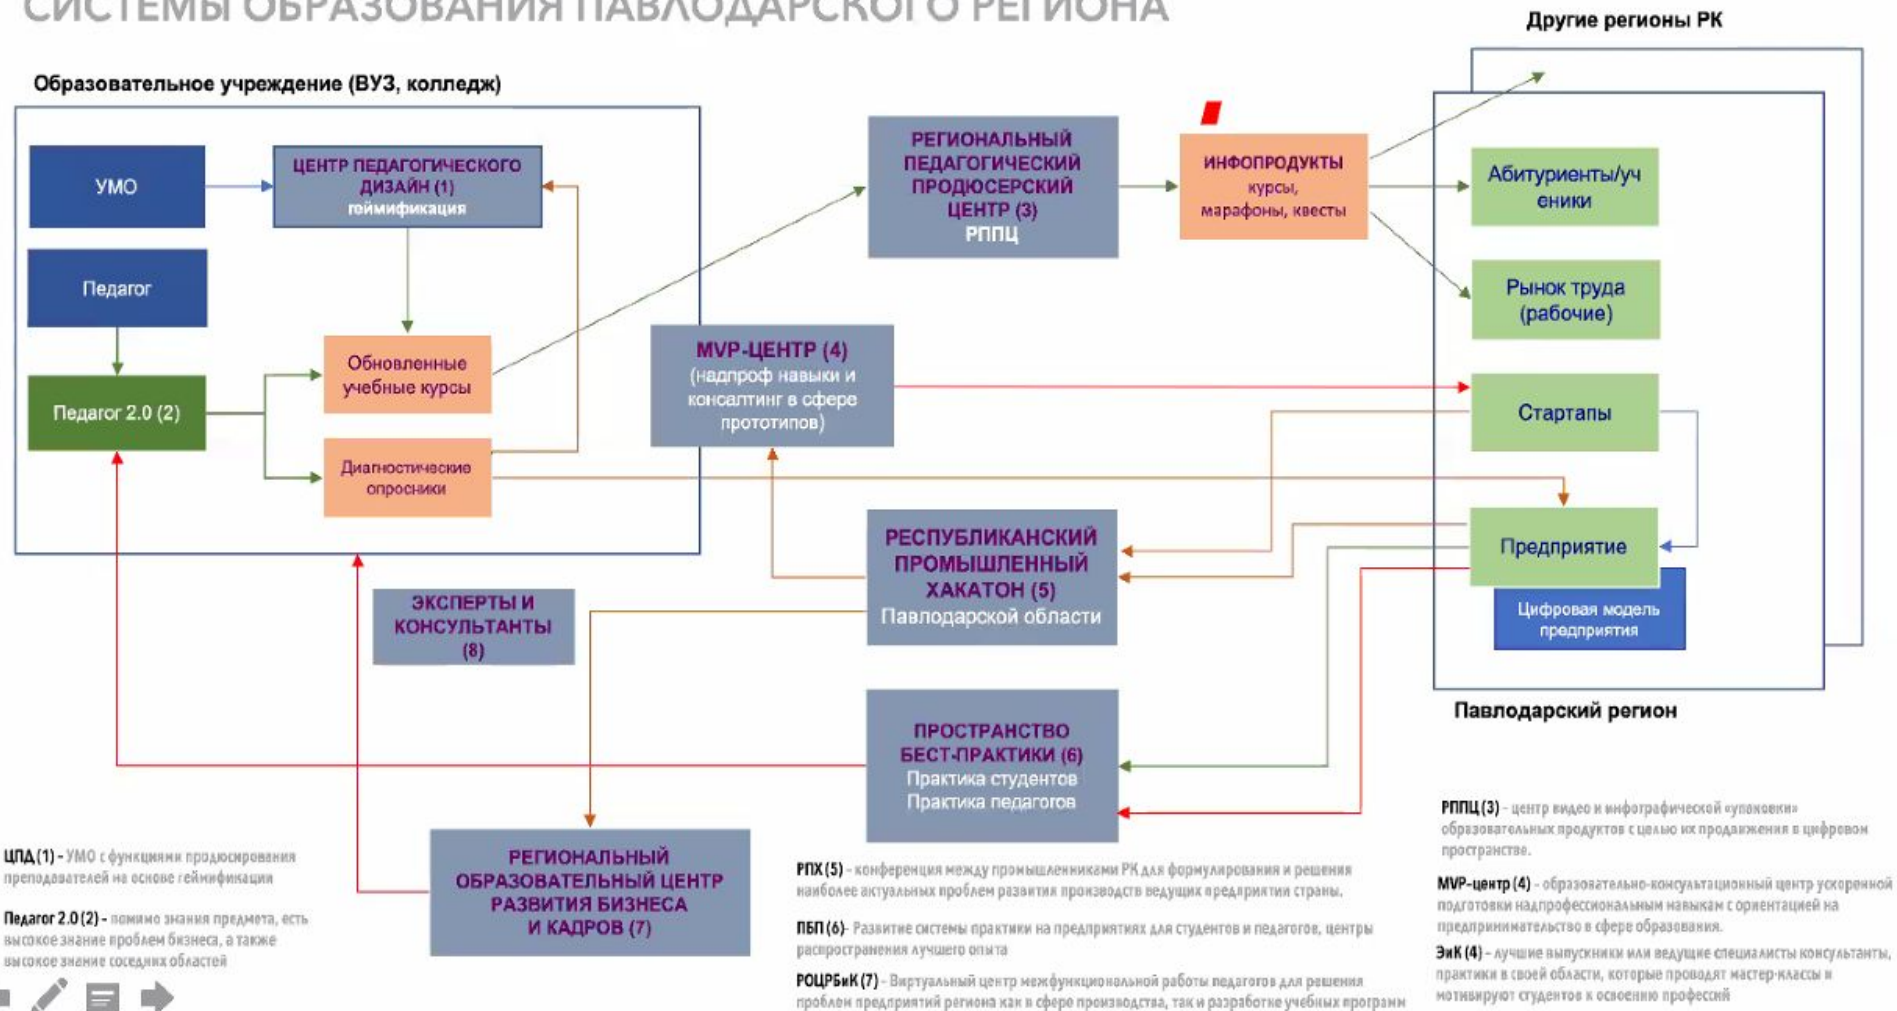 СИСТЕМЫ ОБРАЗОВАНИЯ ПАВЛОДАРСКОГО РЕГИОНА
Другие регионы РК
Образовательное учреждение (ВУЗ, колледж)
УМО
ЦЕНТР ПЕДАГОГИЧЕСКОГО
ДИЗАЙН (1)
геймификация
Педагог
Педагог 2.0 (2)
Обновленные
учебные курсы
Диагностические
опросники
РЕГИОНАЛЬНЫЙ
ПЕДАГОГИЧЕСКИЙ
ПРОДЮСЕРСКИЙ
ЦЕНТР (3)
РППЦ
ИНФОПРОДУКТЫ
курсы,
марафоны, квесты
Абитуриенты/уч
еники
Рынок труда
(рабочие)
MVP-ЦЕНТР (4)
(надпроф навыки и
консалтинг в сфере
прототипов)
Стартапы
Предприятие
Цифровая модель
предприятия
РЕСПУБЛИКАНСКИЙ
ПРОМЫШЛЕННЫЙ
ХАКАТОН (5)
Павлодарской области
ЭКСПЕРТЫ И
КОНСУЛЬТАНТЫ
(8)
ПРОСТРАНСТВО
БЕСТ-ПРАКТИКИ (6)
Практика студентов
Практика педагогов
Павлодарский регион
РЕГИОНАЛЬНЫЙ
ОБРАЗОВАТЕЛЬНЫЙ ЦЕНТР
РАЗВИТИЯ БИЗНЕСА
И КАДРОВ (7)
ЦПД (1) - УМО с функциями продюсирования
преподавателей на основе геймификации
Педагог 2.0 (2) - помимо знания предмета, есть
высокое знание проблем бизнеса, а также
высокое знание соседних областей
РПХ (5) - конференция между промышленниками РК для формулирования и решения
наиболее актуальных проблем развития производств ведущих предприятии страны.
ПБП (6)- Развитие системы практики на предприятиях для студентов и педагогов, центры
распространения лучшего опыта
РОЦРБиК (7) - Виртуальный центр межфункциональной работы педагогов для решения
проблем предприятий региона как в сфере производства, так и разработке учебных программ
РППЦ (3) - центр видео и инфографической «упаковки»
образовательных продуктов с целью их продвижения в цифровом
пространстве.
MVP-центр (4) - образовательно-консультационный центр ускоренной
подготовки надпрофессиональным навыкам с ориентацией на
предпринимательство в сфере образования.
ЭиК (4) - лучшие выпускники или ведущие специалисты консультанты,
практики в своей области, которые проводят мастер-классы и
мотивируют студентов к освоению профессий